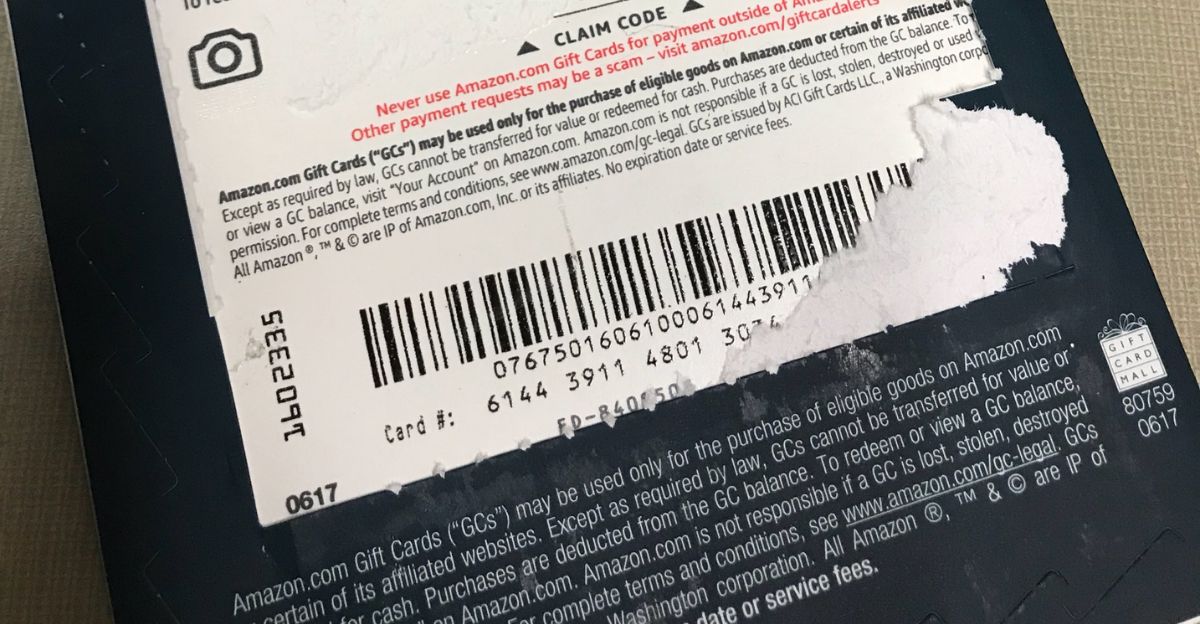 CLAIM CODE
Never use Amazon.com Gift Cards for payment outside of
Other payment requests may be a scam – visit amazon.com/giftcardalerts
Amazon.com Gift Cards ("GCs") may be used only for the purchase of eligible goods on Amazon.com or certain of its affiliated
Except as required by law, GCs cannot be transferred for value or redeemed for cash. Purchases are deducted from the GC balance. To
or view a GC balance, visit "Your Account" on Amazon.com. Amazon.com is not responsible if a GC is lost, stolen, destroyed or used
permission. For complete terms and conditions, see www.amazon.com/gc-legal. GCs are issued by ACI Gift Cards LLC., a Washington
All Amazon ®, ™ & © are IP of Amazon.com, Inc. or its affiliates. No expiration date or service fees.
0767501606100061443911
Card #: 6144 3911 4801
1602335
0617
GIFT
CARD
MALL
80759
0617
Amazon.com Gift Cards ("GCs") may be used only for the purchase of eligible goods on Amazon.com
certain of its affiliated websites. Except as required by law, GCs cannot be transferred for value or
for cash. Purchases are deducted from the GC balance. To redeem or view a GC balance,
on Amazon.com. Amazon.com is not responsible if a GC is lost, stolen, destroyed
complete terms and conditions, see www.amazon.com/gc-legal. GCs
Washington corporation. All Amazon ®, ™ & © are IP of
date or service fees.